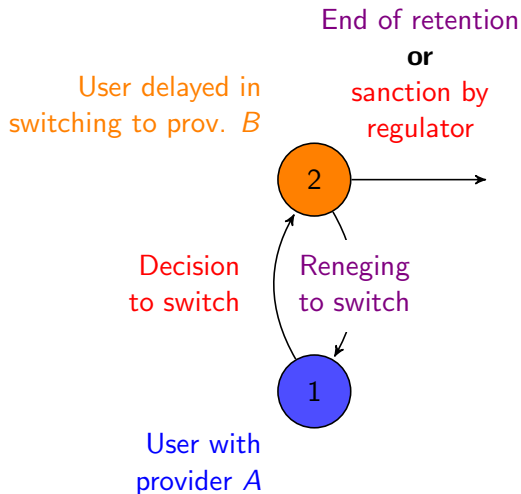 End of retention
or
sanction by
regulator
User delayed in
switching to prov. B
2
Decision
to switch
Reneging
to switch
1
User with
provider A